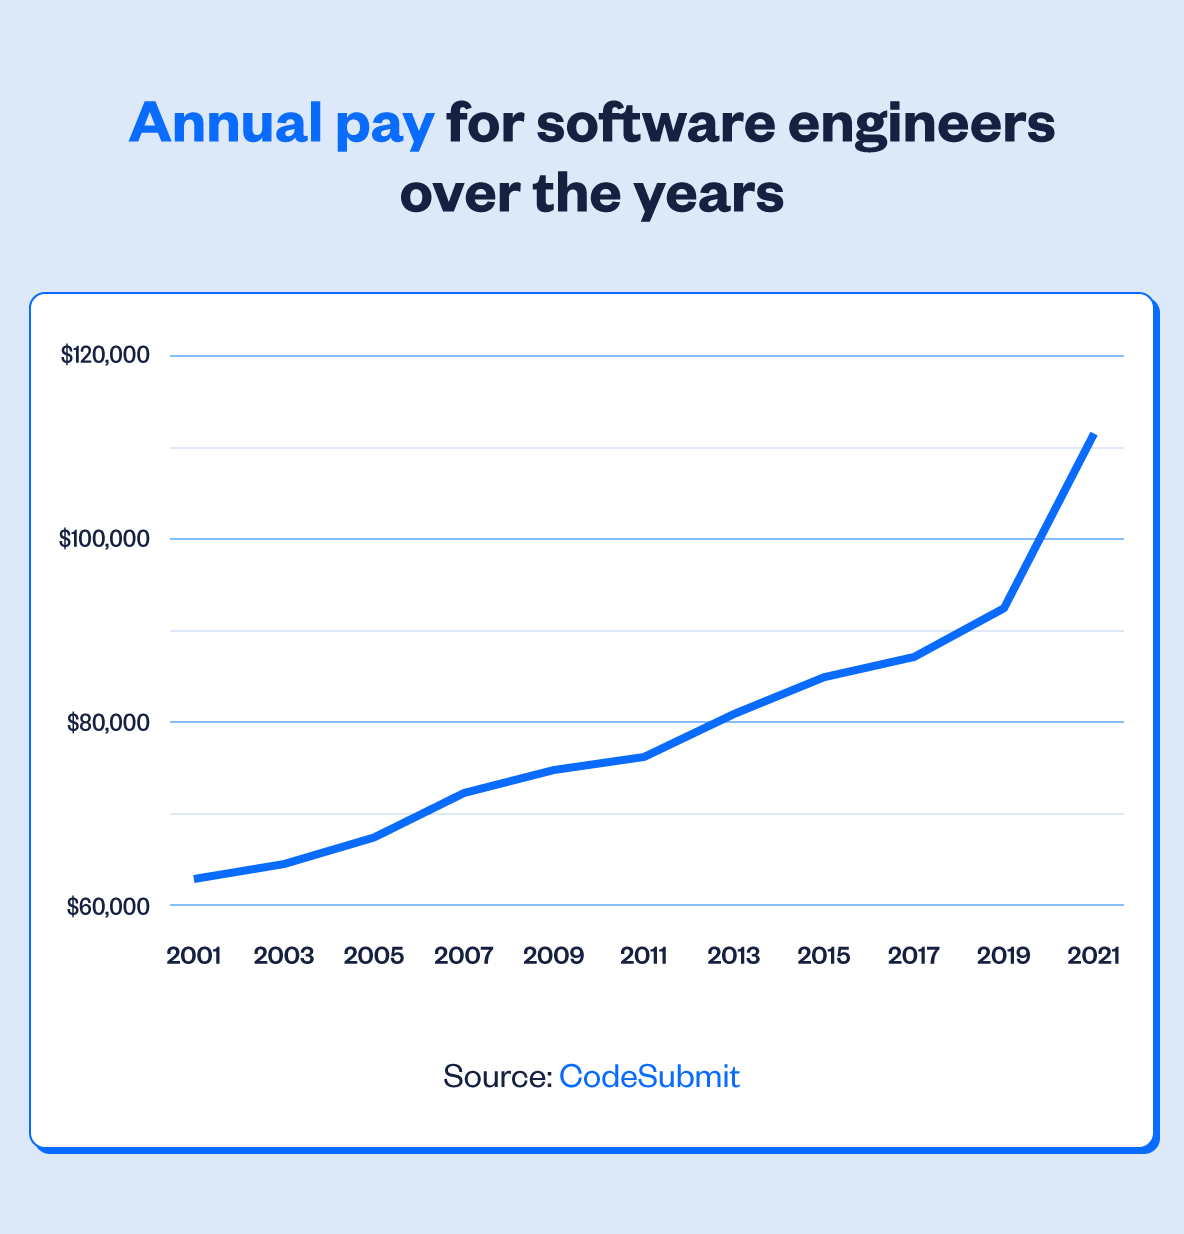 Annual pay for software engineers
over the years
$120,000
$100,000
$80,000
$60,000
2001 2003 2005 2007 2009 2011 2013 2015 2017 2019 2021
Source: CodeSubmit